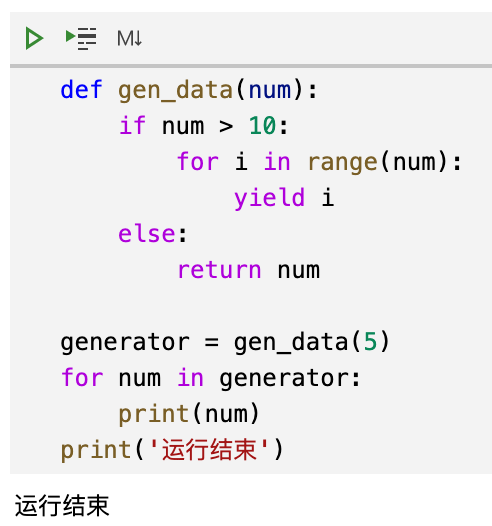 M↓
def gen_data(num):
    if num > 10:
        for i in range(num):
            yield i
    else:
        return num

generator = gen_data(5)
for num in generator:
    print(num)
print('运行结束')
运行结束